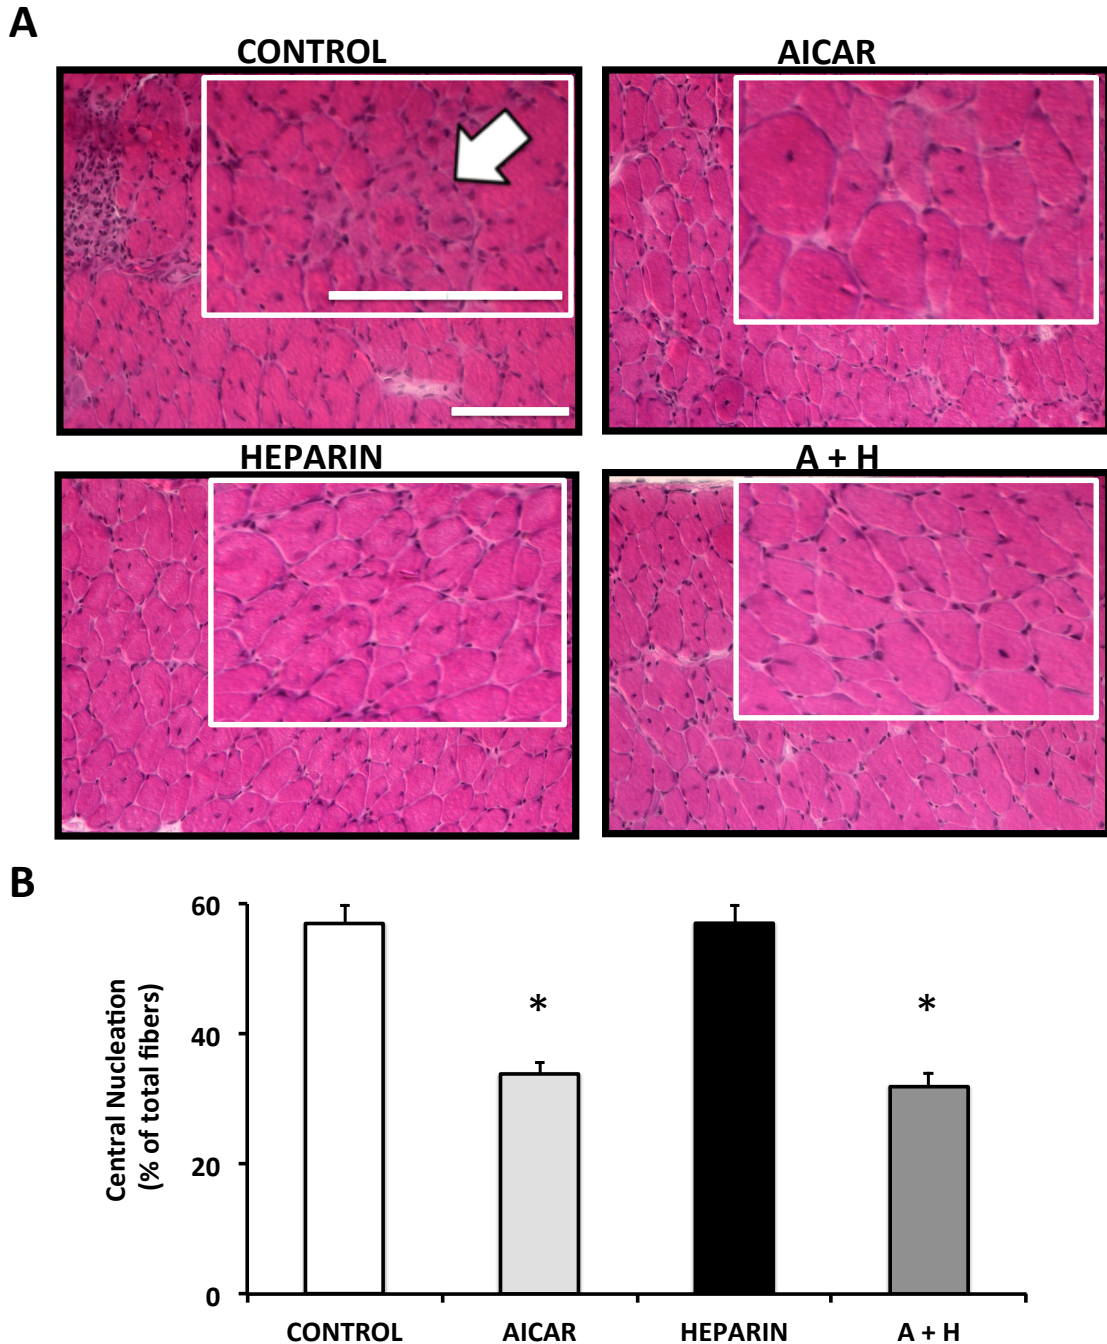 A
CONTROL
AICAR
HEPARIN
A + H
B
Central Nucleation
(% of total fibers)
60
40
20
0
*
*
CONTROL
AICAR
HEPARIN
A + H